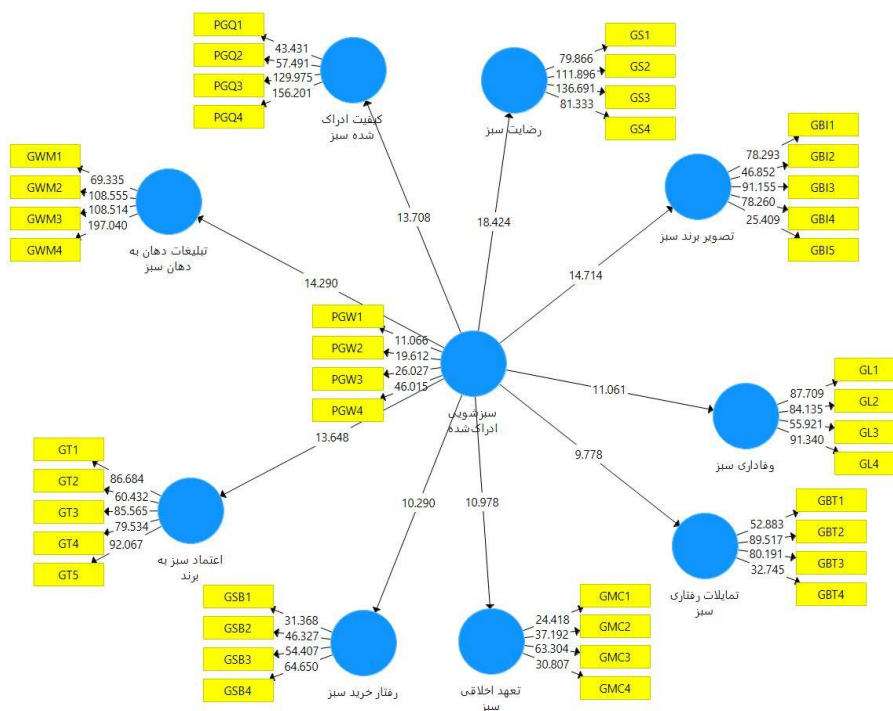 PGQ1
PGQ2
PGQ3
PGQ4
43.431
57.491
129.975
156.201
کیفیت ادراک
شده سبز
GS1
GS2
GS3
GS4
79.866
111.896
136.691
81.333
رضایت سبز
GBI1
GBI2
GBI3
GBI4
GBI5
78.293
46.852
91.155
78.260
25.409
تصویر برند سبز
GWM1
GWM2
GWM3
GWM4
69.335
108.555
108.514
197.040
تبلیغات دهان به
دهان سبز
13.708
18.424
14.714
14.290
PGW1
PGW2
PGW3
PGW4
11.066
19.612
26.027
46.015
سبزشویی
ادراک‌شده
11.061
GL1
GL2
GL3
GL4
87.709
84.135
55.921
91.340
وفاداری سبز
13.648
9.778
10.290
10.978
GT1
GT2
GT3
GT4
GT5
86.684
60.432
85.565
79.534
92.067
اعتماد سبز به
برند
GBT1
GBT2
GBT3
GBT4
52.883
89.517
80.191
32.745
تمایلات رفتاری
سبز
GSB1
GSB2
GSB3
GSB4
31.368
46.327
54.407
64.650
رفتار خرید سبز
GMC1
GMC2
GMC3
GMC4
24.418
37.192
63.304
30.807
تعهد اخلاقی
سبز